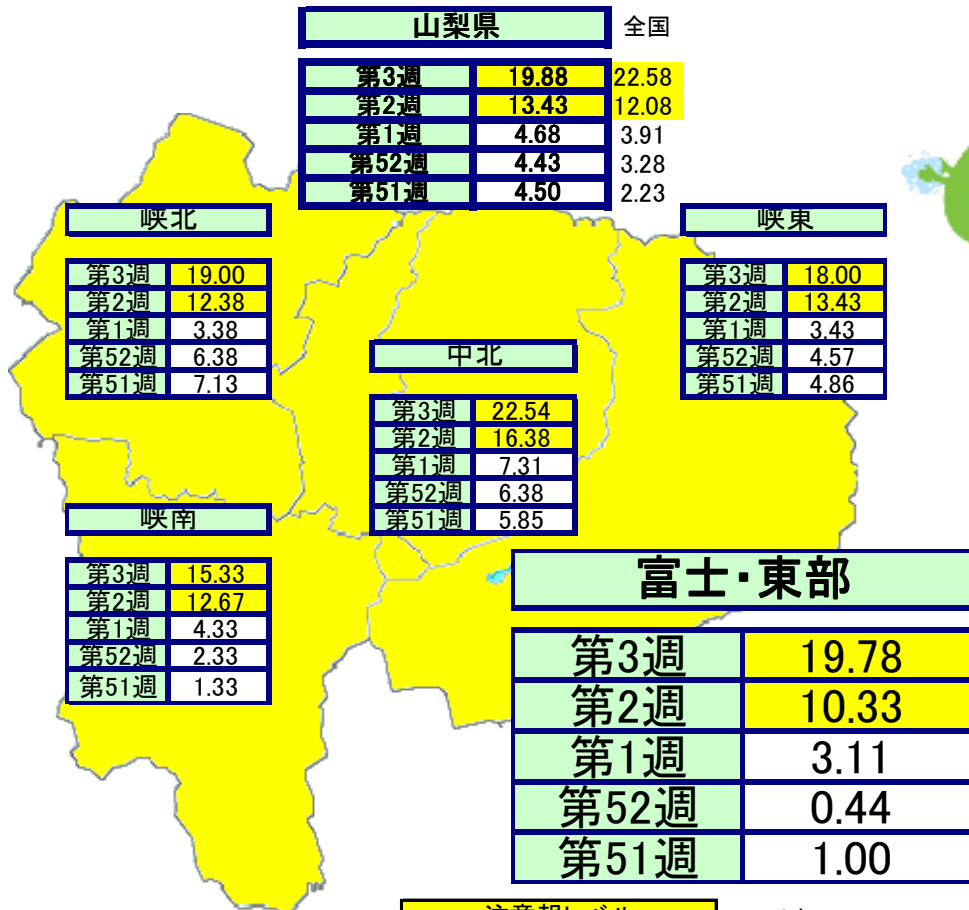 山梨県 全国
第3週 19.88 22.58
第2週 13.43 12.08
第1週 4.68 3.91
第52週 4.43 3.28
第51週 4.50 2.23
峡北
第3週 19.00
第2週 12.38
第1週 3.38
第52週 6.38
第51週 7.13
峡東
第3週 18.00
第2週 13.43
第1週 3.43
第52週 4.57
第51週 4.86
中北
第3週 22.54
第2週 16.38
第1週 7.31
第52週 6.38
第51週 5.85
峡南
第3週 15.33
第2週 12.67
第1週 4.33
第52週 2.33
第51週 1.33
富士・東部
第3週 19.78
第2週 10.33
第1週 3.11
第52週 0.44
第51週 1.00
注意報レベル